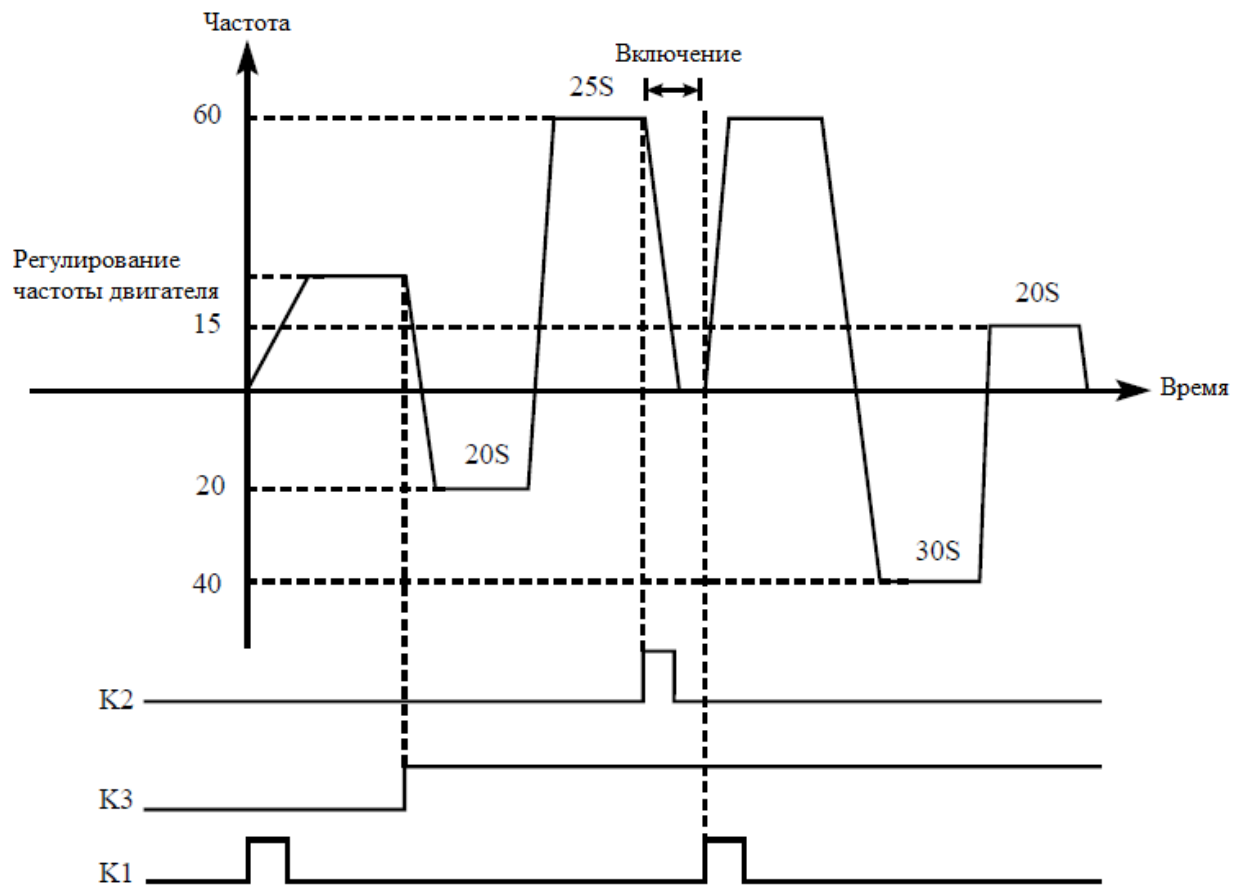 Частота
Включение
25S
60
Регулирование
частоты двигателя
15
20S
Время
20S
20
30S
40
K2
K3
K1